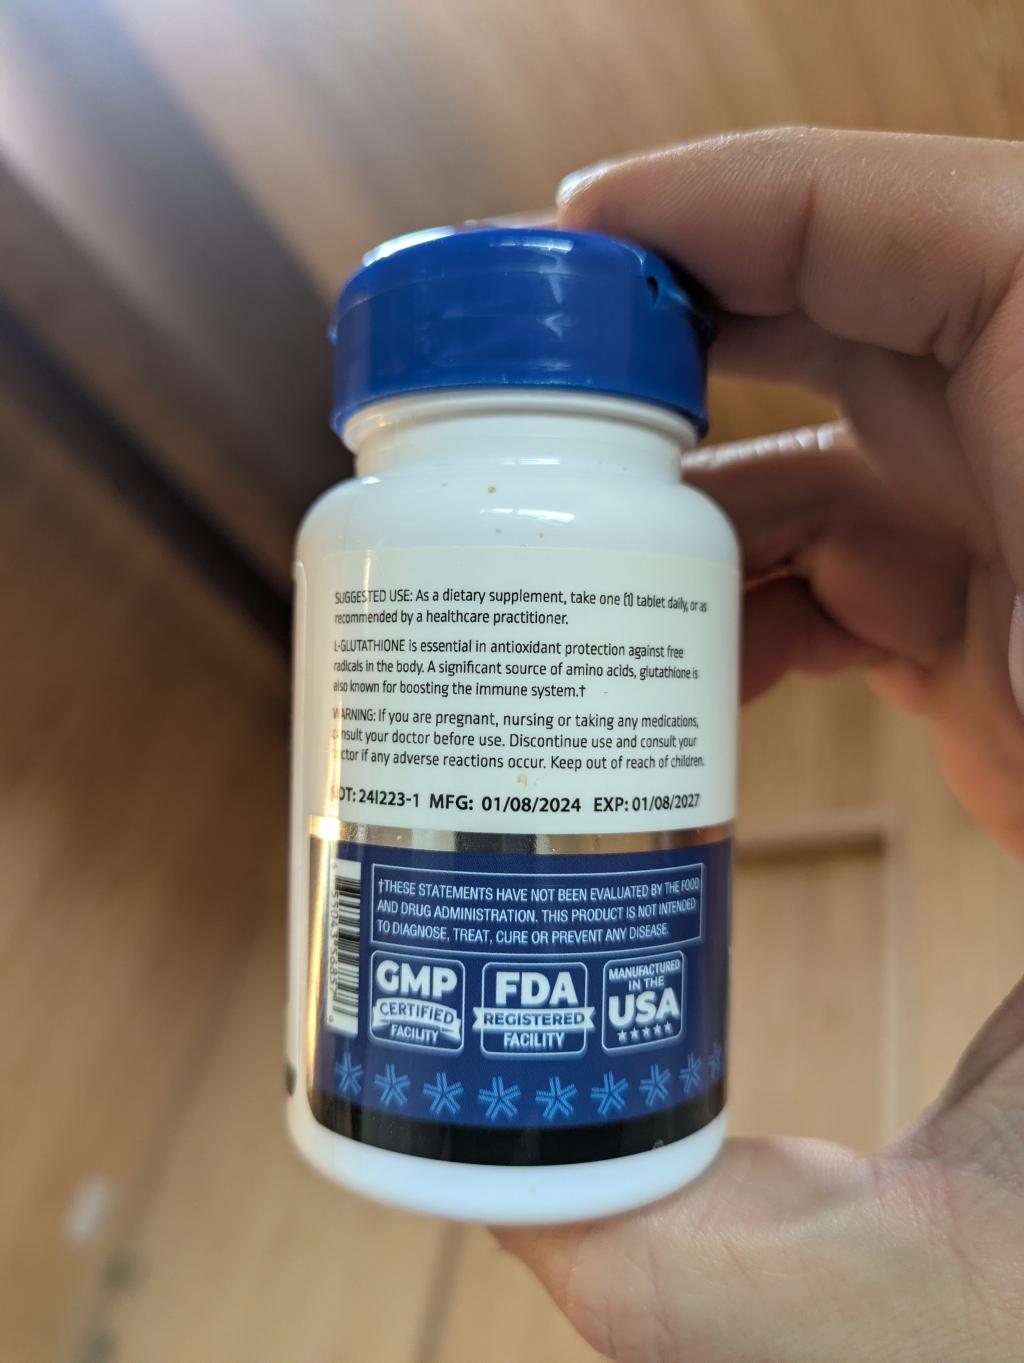 SUGGESTED USE: As a dietary supplement, take one (1) tablet daily, or as
recommended by a healthcare practitioner.
L-GLUTATHIONE is essential in antioxidant protection against free
radicals in the body. A significant source of amino acids, glutathione is
also known for boosting the immune system.†
WARNING: If you are pregnant, nursing or taking any medications,
consult your doctor before use. Discontinue use and consult your
doctor if any adverse reactions occur. Keep out of reach of children.
LOT: 24I223-1 MFG: 01/08/2024 EXP: 01/08/2027
†THESE STATEMENTS HAVE NOT BEEN EVALUATED BY THE FOOD
AND DRUG ADMINISTRATION. THIS PRODUCT IS NOT INTENDED
TO DIAGNOSE, TREAT, CURE OR PREVENT ANY DISEASE.
GMP
CERTIFIED
FACILITY
FDA
REGISTERED
FACILITY
MANUFACTURED
IN THE
USA